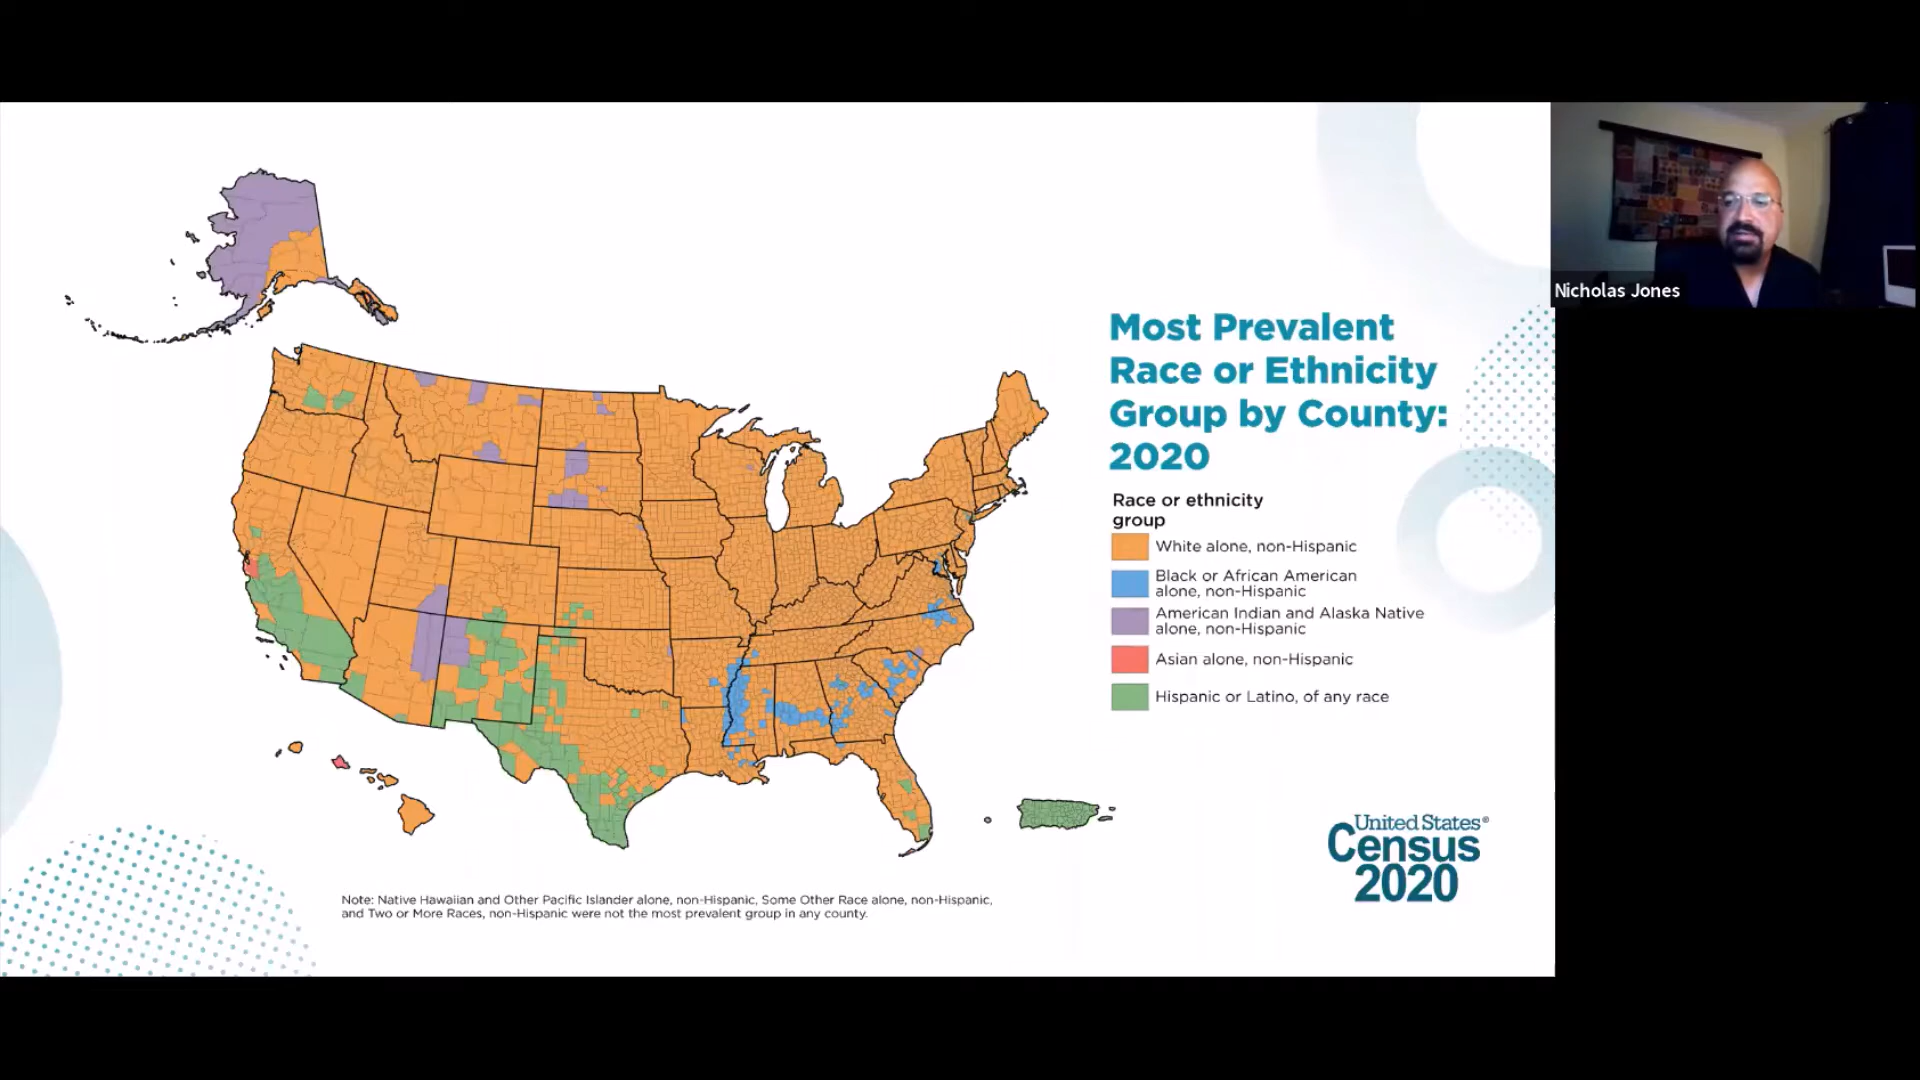 Nicholas Jones
Most Prevalent
Race or Ethnicity
Group by County:
2020
Race or ethnicity
group
White alone, non-Hispanic
Black or African American
alone, non-Hispanic
American Indian and Alaska Native
alone, non-Hispanic
Asian alone, non-Hispanic
Hispanic or Latino, of any race
United States®
Census
2020
Note: Native Hawaiian and Other Pacific Islander alone, non-Hispanic, Some Other Race alone, non-Hispanic,
and Two or More Races, non-Hispanic were not the most prevalent group in any county.